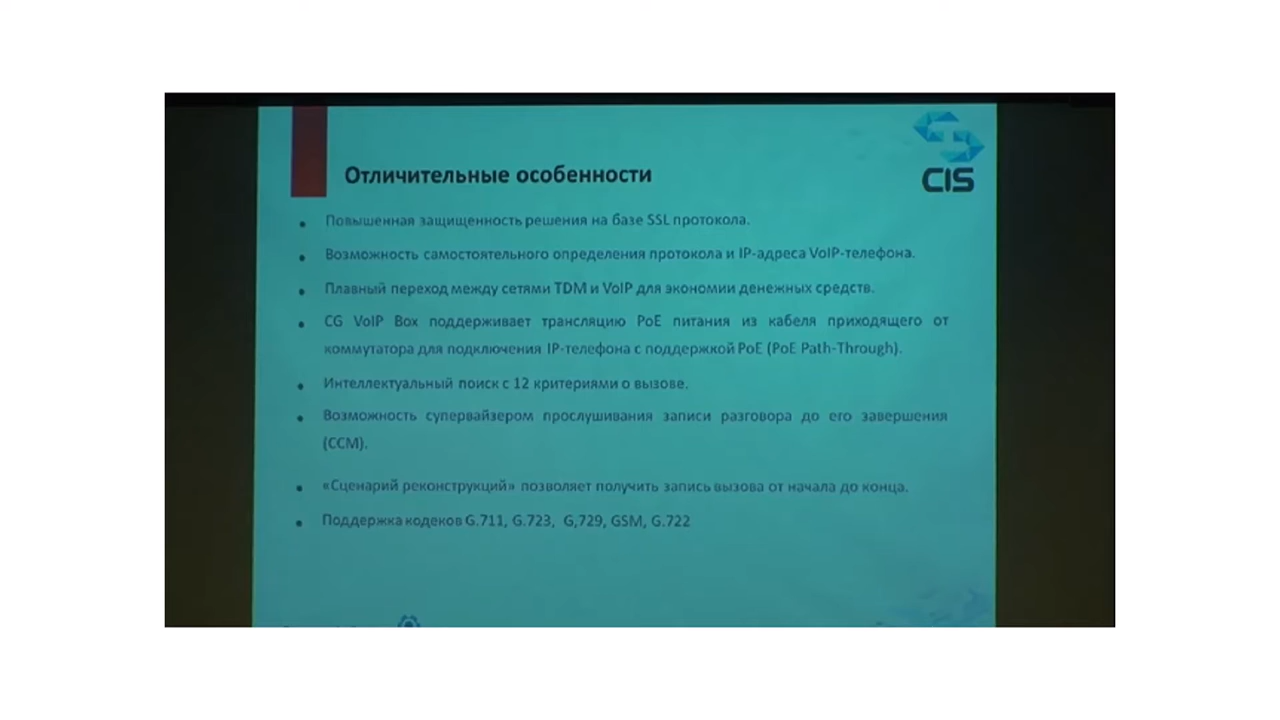 CIS
Отличительные особенности
• Повышенная защищенность решения на базе SSL протокола.
• Возможность самостоятельного определения протокола и IP-адреса VoIP-телефона.
• Плавный переход между сетями TDM и VoIP для экономии денежных средств.
• CG VoIP Box поддерживает трансляцию PoE питания из кабеля приходящего от
коммутатора для подключения IP-телефона с поддержкой PoE (PoE Path-Through).
• Интеллектуальный поиск с 12 критериями о вызове.
• Возможность супервайзером прослушивания записи разговора до его завершения
(CCM).
• «Сценарий реконструкций» позволяет получить запись вызова от начала до конца.
• Поддержка кодеков G.711, G.723, G,729, GSM, G.722